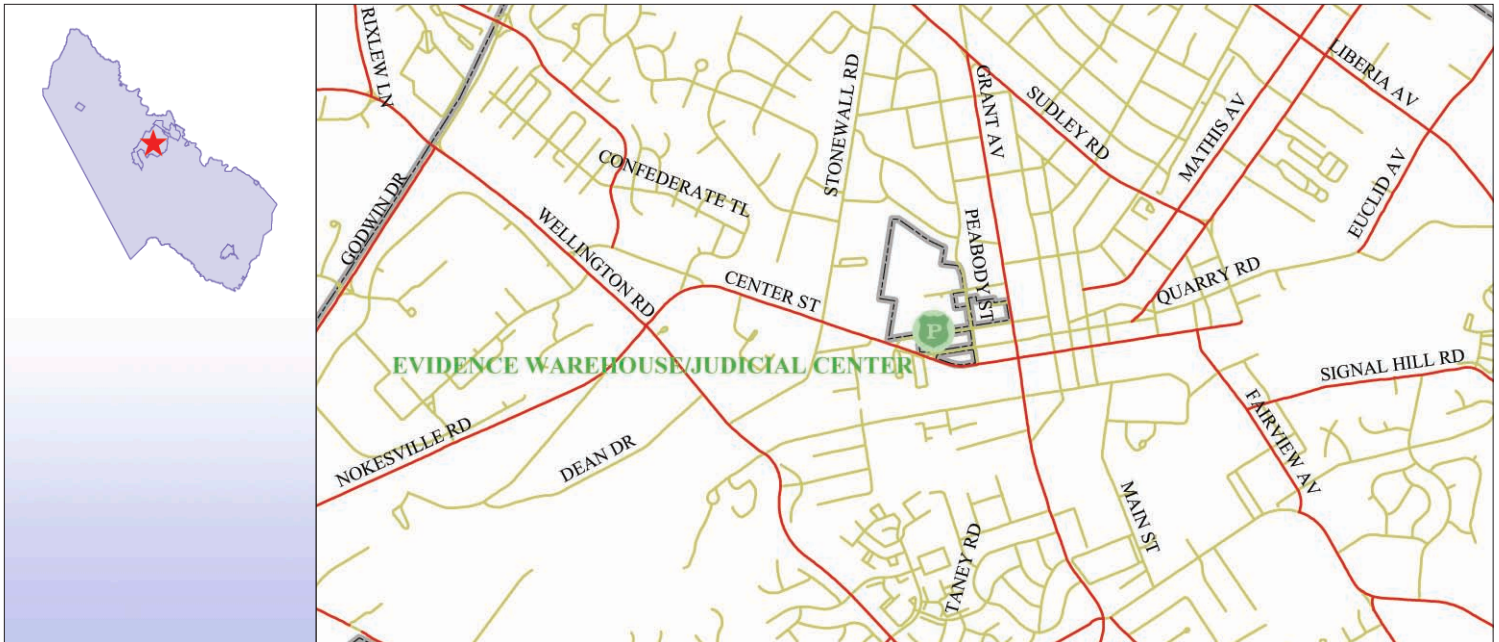 RIXLEW LN
GODWIN DR
WELLINGTON RD
CONFEDERATE TL
STONEWALL RD
GRANT AV
SUDLEY RD
MATHIS AV
LIBERIA AV
EUCLID AV
PEABODY ST
QUARRY RD
CENTER ST
P
EVIDENCE WAREHOUSE/JUDICIAL CENTER
SIGNAL HILL RD
FAIRVIEW AV
NOKESVILLE RD
DEAN DR
MAIN ST
TANEY RD